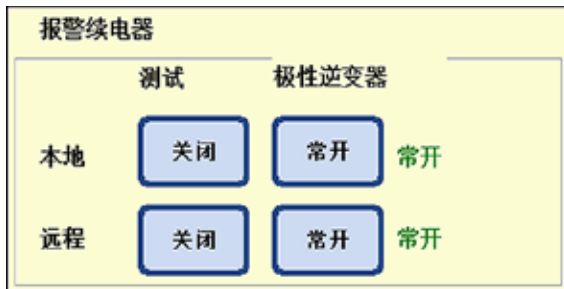 报警续电器
测试 极性逆变器
本地 关闭 常开 常开
远程 关闭 常开 常开